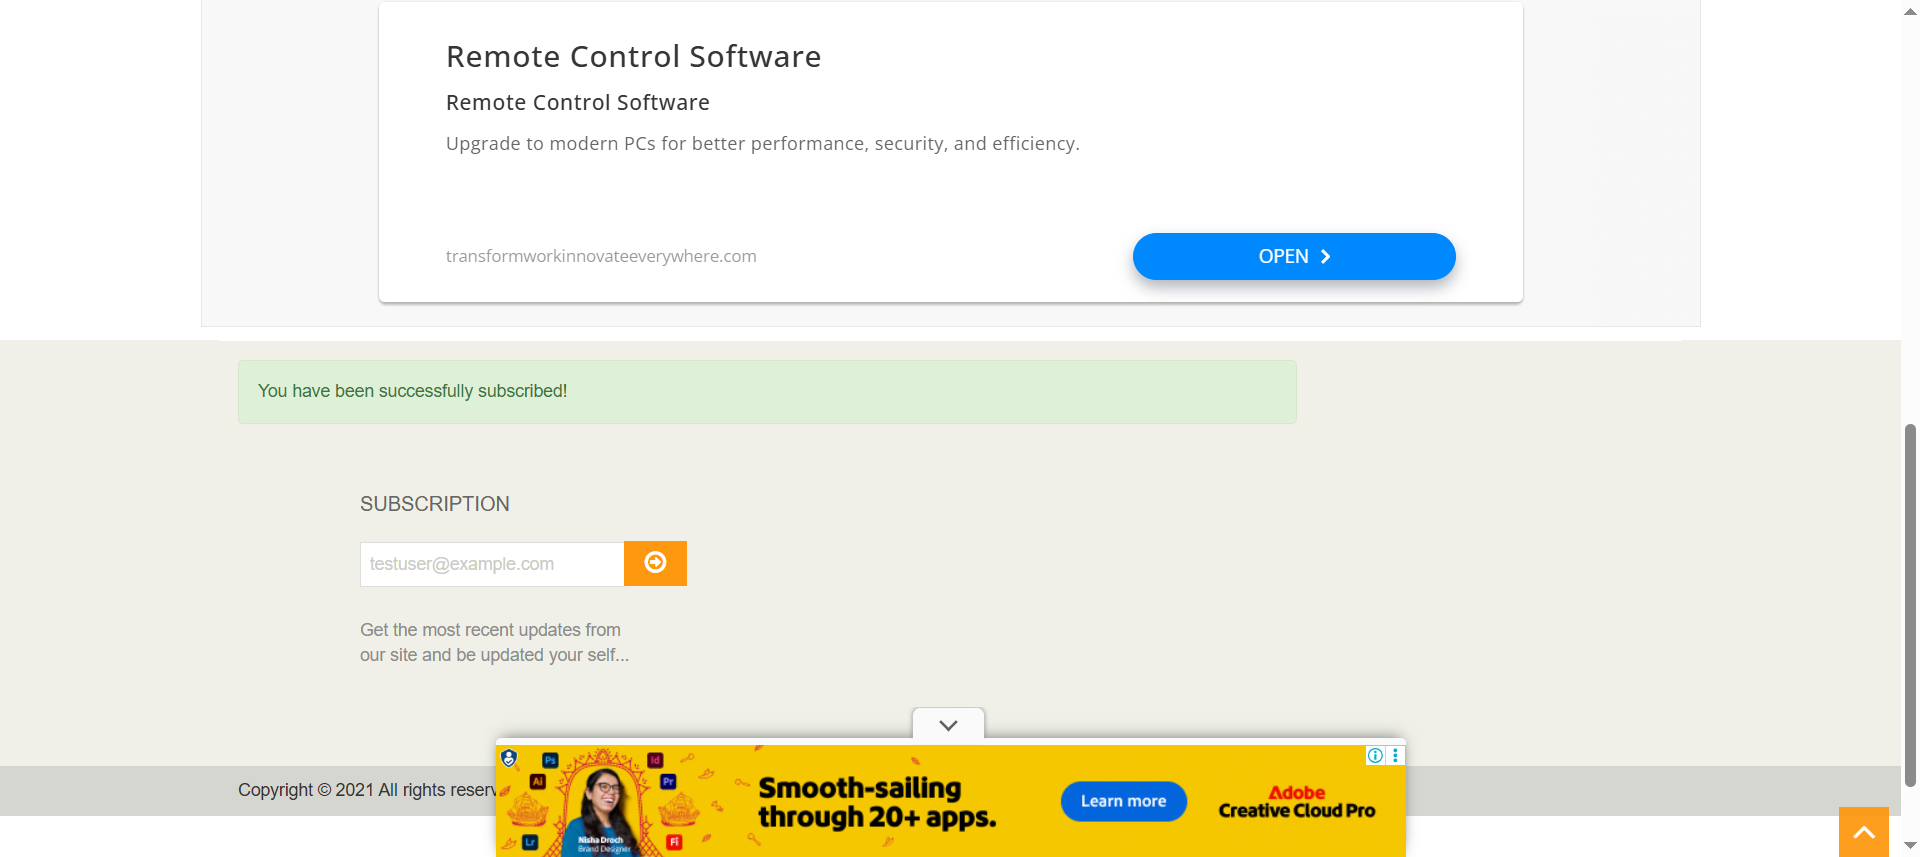 Remote Control Software
Remote Control Software
Upgrade to modern PCs for better performance, security, and efficiency.
transformworkinnovateeverywhere.com
OPEN
You have been successfully subscribed!
SUBSCRIPTION
testuser@example.com
Get the most recent updates from
our site and be updated your self...
Copyright © 2021 All rights reserv
Ps
Id
Ai
Pr
Lr
Fi
Nisha Droch
Brand Designer
Smooth-sailing
through 20+ apps.
Learn more
Adobe
Creative Cloud Pro